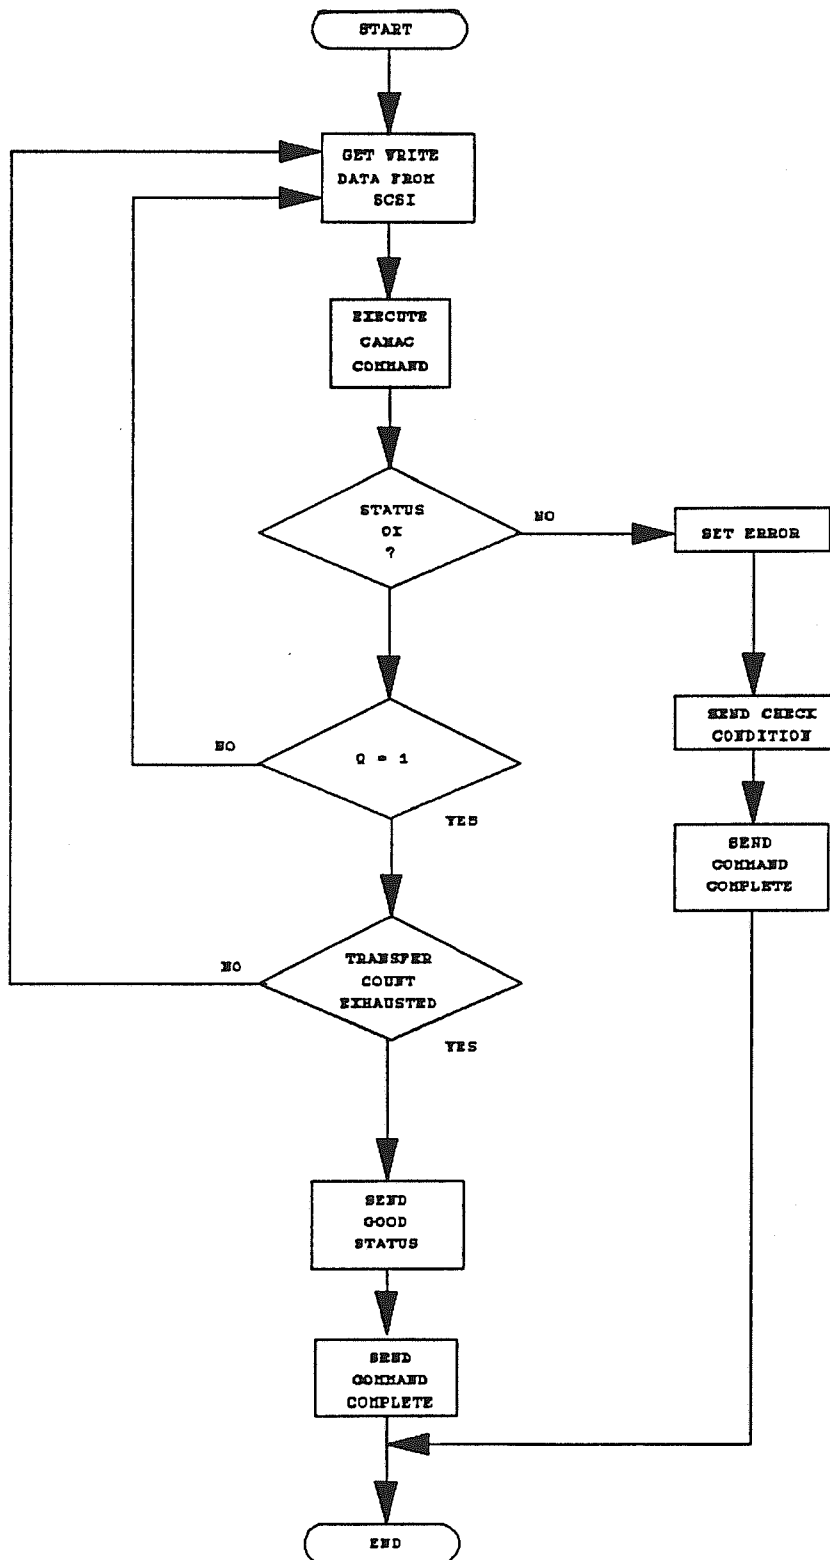 START
GET WRITE
DATA FROM
SCSI
EXECUTE
CAMAC
COMMAND
STATUS
OK
?
NO
SET ERROR
SEND CHECK
CONDITION
NO
Q = 1
YES
SEND
COMMAND
COMPLETE
NO
TRANSFER
COUNT
EXHAUSTED
YES
SEND
GOOD
STATUS
SEND
COMMAND
COMPLETE
END